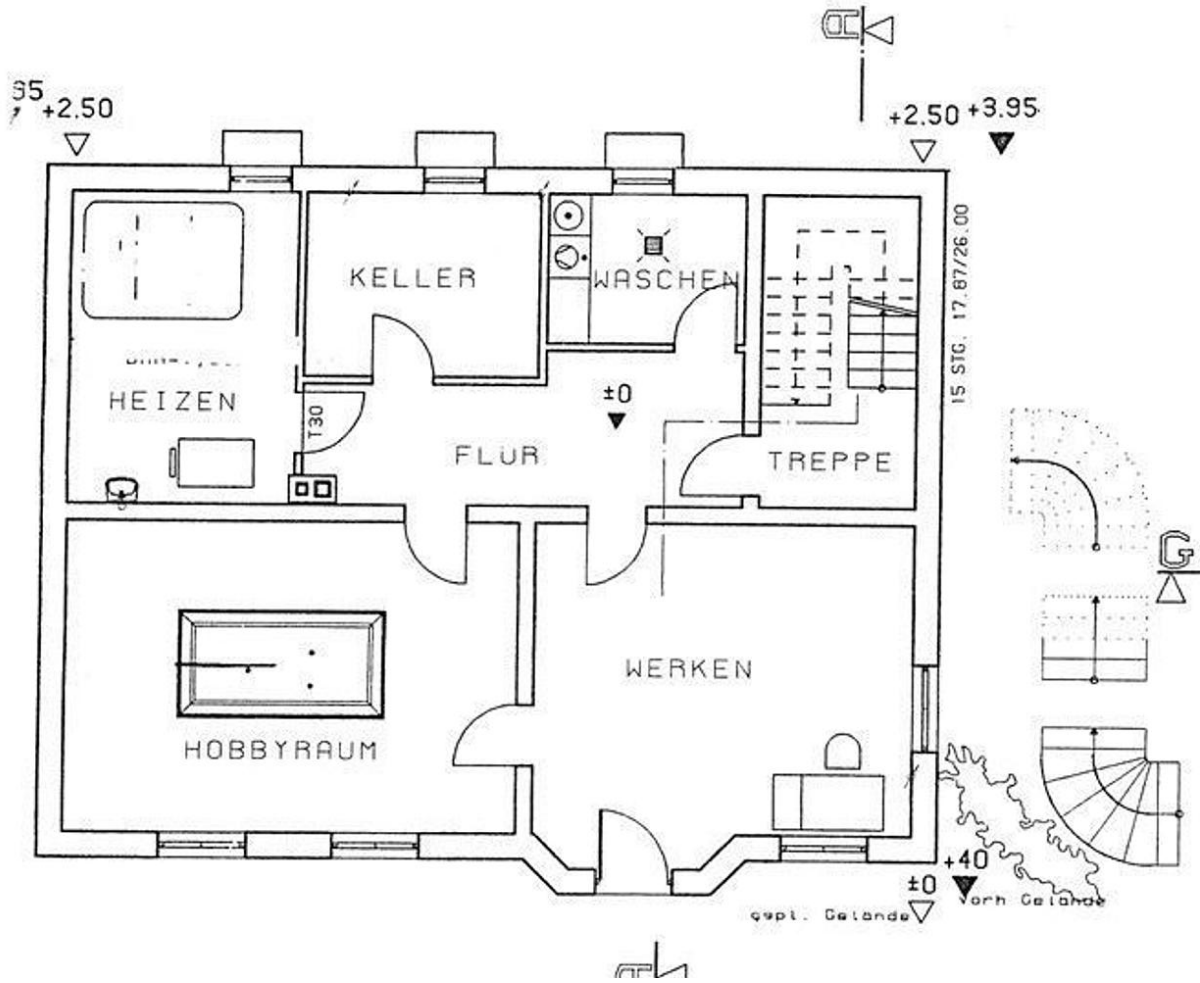 +2.50
+2.50
+3.95
15 STG. 17.87/26.00
KELLER
WASCHEN
HEIZEN
T30
±0
FLUR
TREPPE
G
WERKEN
HOBBYRAUM
+40
±0
gepl. Gelände
vorh Gelände